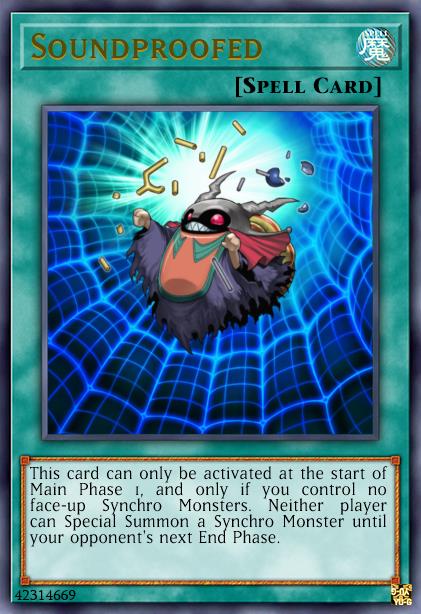 Soundproofed
SPELL
魔
[Spell Card]
This card can only be activated at the start of
Main Phase 1, and only if you control no
face-up Synchro Monsters. Neither player
can Special Summon a Synchro Monster until
your opponent's next End Phase.
42314669